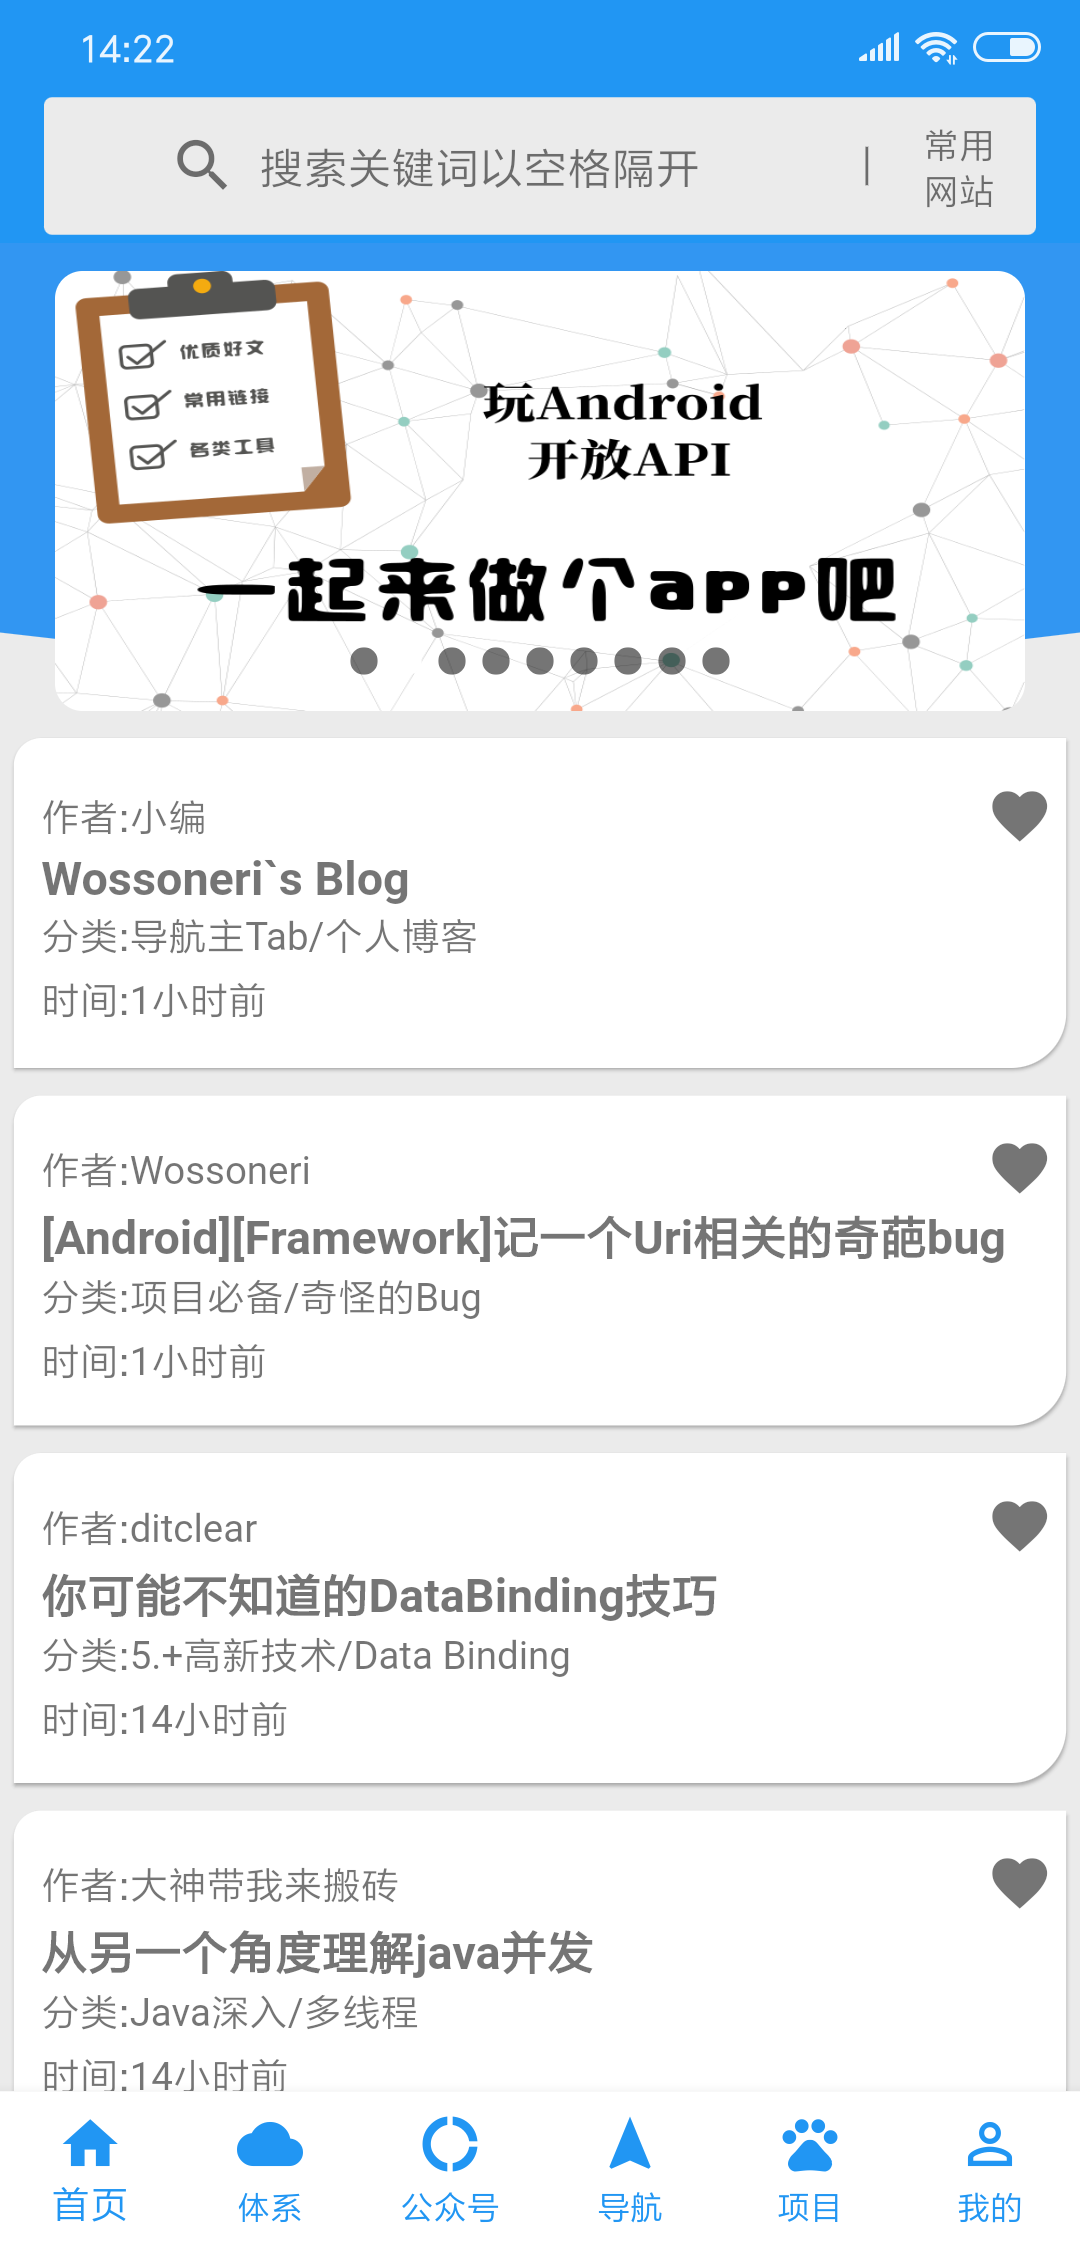 14:22
搜索关键词以空格隔开
|
常用
网站
优质好文
常用链接
各类工具
玩Android
开放API
一起来做个app吧
作者:小编
Wossoneri`s Blog
分类:导航主Tab/个人博客
时间:1小时前
作者:Wossoneri
[Android][Framework]记一个Uri相关的奇葩bug
分类:项目必备/奇怪的Bug
时间:1小时前
作者:ditclear
你可能不知道的DataBinding技巧
分类:5.+高新技术/Data Binding
时间:14小时前
作者:大神带我来搬砖
从另一个角度理解java并发
分类:Java深入/多线程
时间:14小时前
首页
体系
公众号
导航
项目
我的